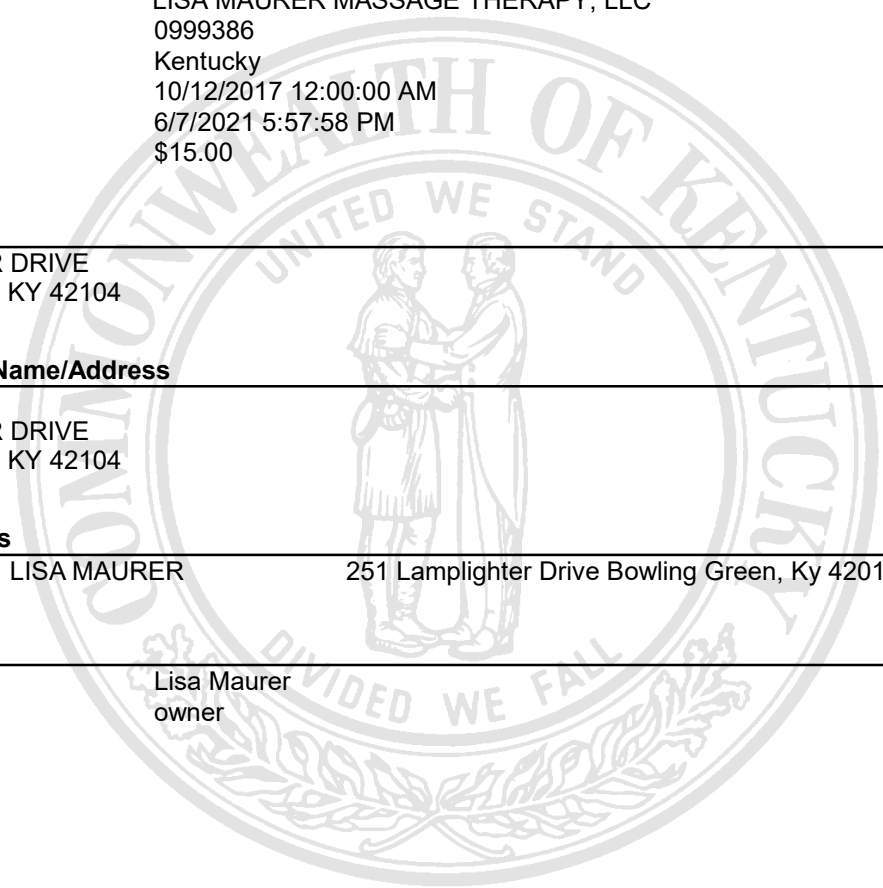 LISA MAURER MASSAGE THERAPY, LLC
0999386
Kentucky
10/12/2017 12:00:00 AM
6/7/2021 5:57:58 PM
$15.00
R DRIVE
KY 42104
Name/Address
R DRIVE
KY 42104
s
LISA MAURER 251 Lamplighter Drive Bowling Green, Ky 4201
Lisa Maurer
owner
COMMONWEALTH OF KENTUCKY
UNITED WE STAND
DIVIDED WE FALL